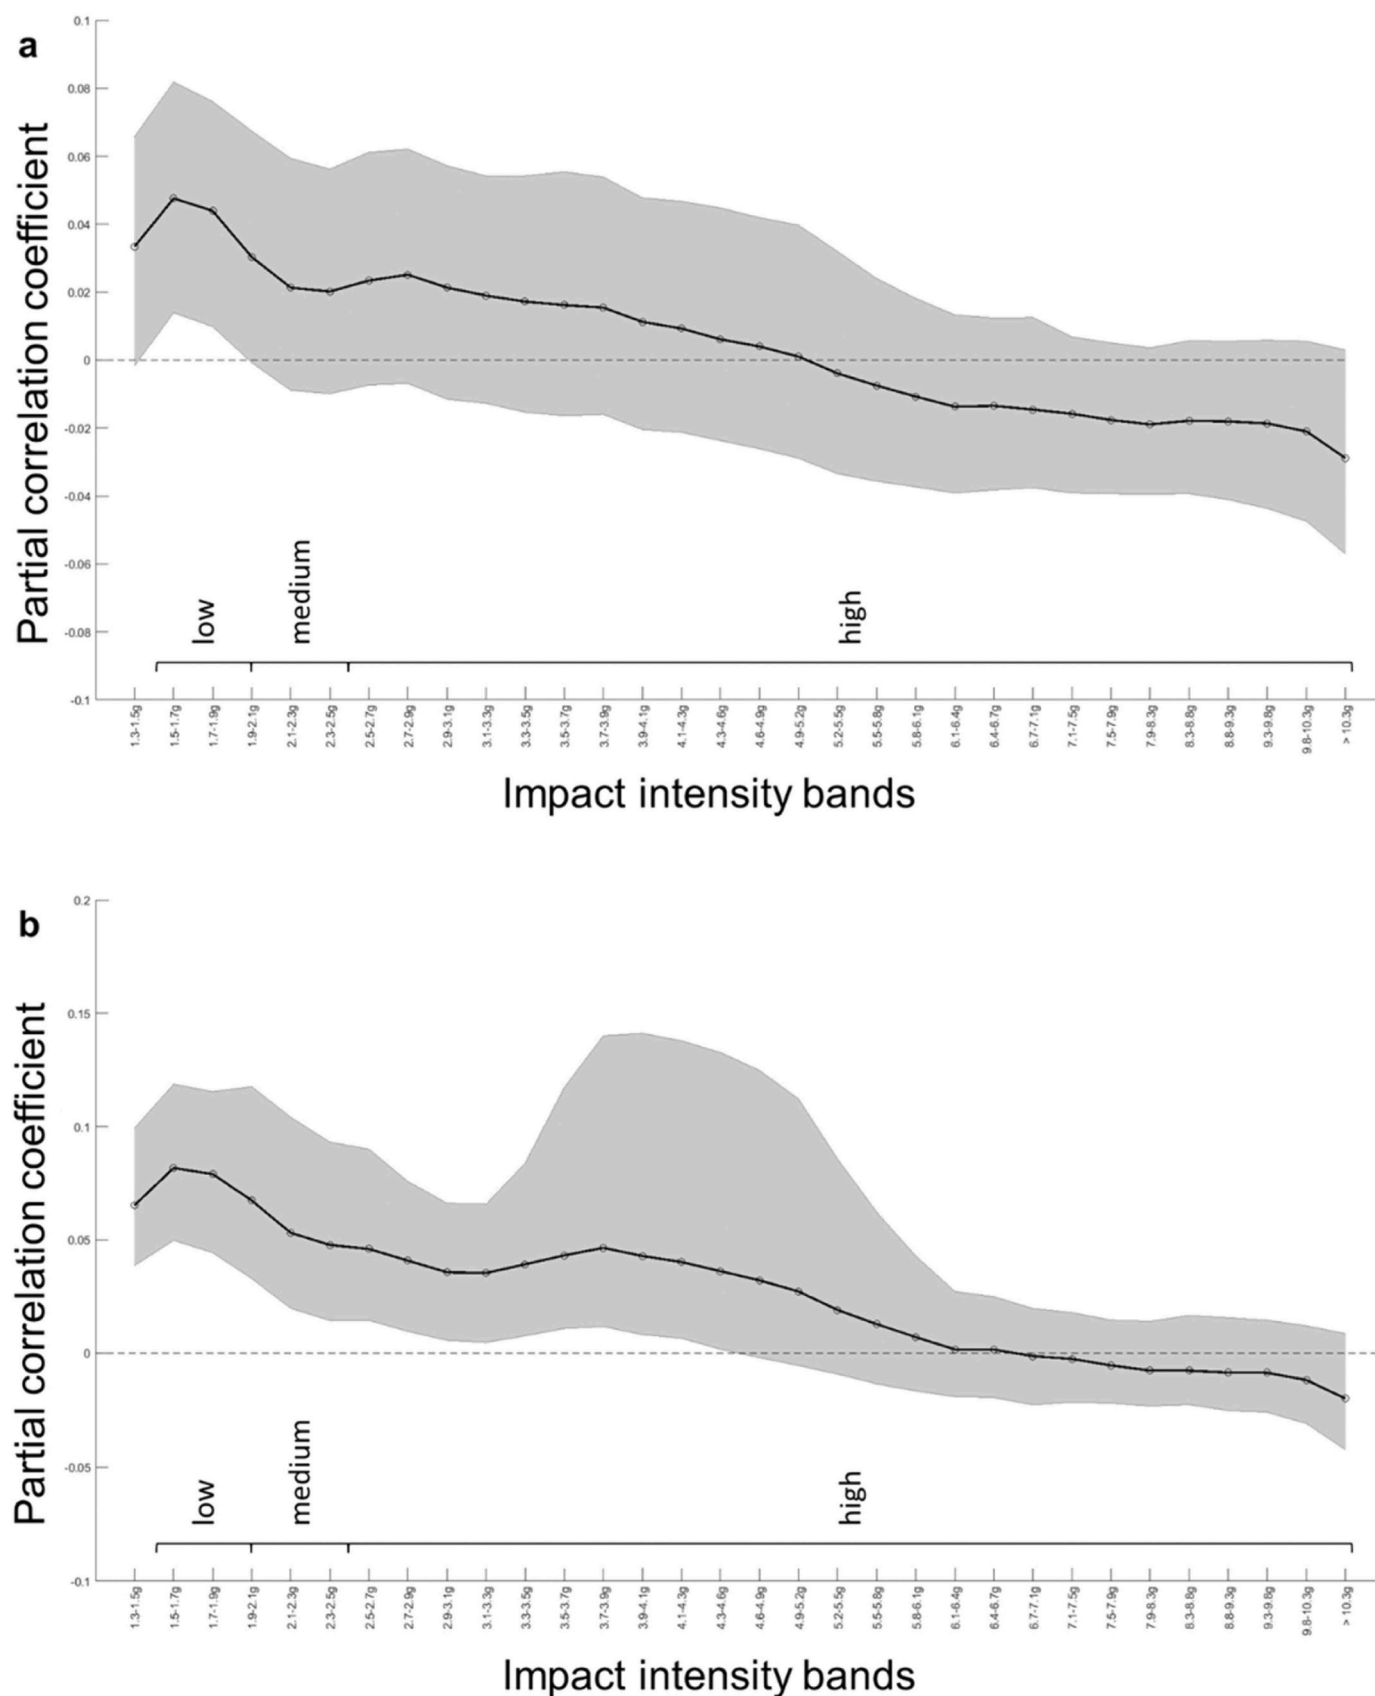 a
Partial correlation coefficient
0.1
0.08
0.06
0.04
0.02
0
-0.02
-0.04
-0.06
-0.08
-0.1
low
medium
high
1.3-1.5g
1.5-1.7g
1.7-1.9g
1.9-2.1g
2.1-2.3g
2.3-2.5g
2.5-2.7g
2.7-2.9g
2.9-3.1g
3.1-3.3g
3.3-3.5g
3.5-3.7g
3.7-3.9g
3.9-4.1g
4.1-4.3g
4.3-4.6g
4.6-4.9g
4.9-5.2g
5.2-5.5g
5.5-5.8g
5.8-6.1g
6.1-6.4g
6.4-6.7g
6.7-7.1g
7.1-7.5g
7.5-7.9g
7.9-8.3g
8.3-8.8g
8.8-9.3g
9.3-9.8g
9.8-10.3g
> 10.3g
Impact intensity bands
b
Partial correlation coefficient
0.2
0.15
0.1
0.05
0
-0.05
-0.1
low
medium
high
1.3-1.5g
1.5-1.7g
1.7-1.9g
1.9-2.1g
2.1-2.3g
2.3-2.5g
2.5-2.7g
2.7-2.9g
2.9-3.1g
3.1-3.3g
3.3-3.5g
3.5-3.7g
3.7-3.9g
3.9-4.1g
4.1-4.3g
4.3-4.6g
4.6-4.9g
4.9-5.2g
5.2-5.5g
5.5-5.8g
5.8-6.1g
6.1-6.4g
6.4-6.7g
6.7-7.1g
7.1-7.5g
7.5-7.9g
7.9-8.3g
8.3-8.8g
8.8-9.3g
9.3-9.8g
9.8-10.3g
> 10.3g
Impact intensity bands